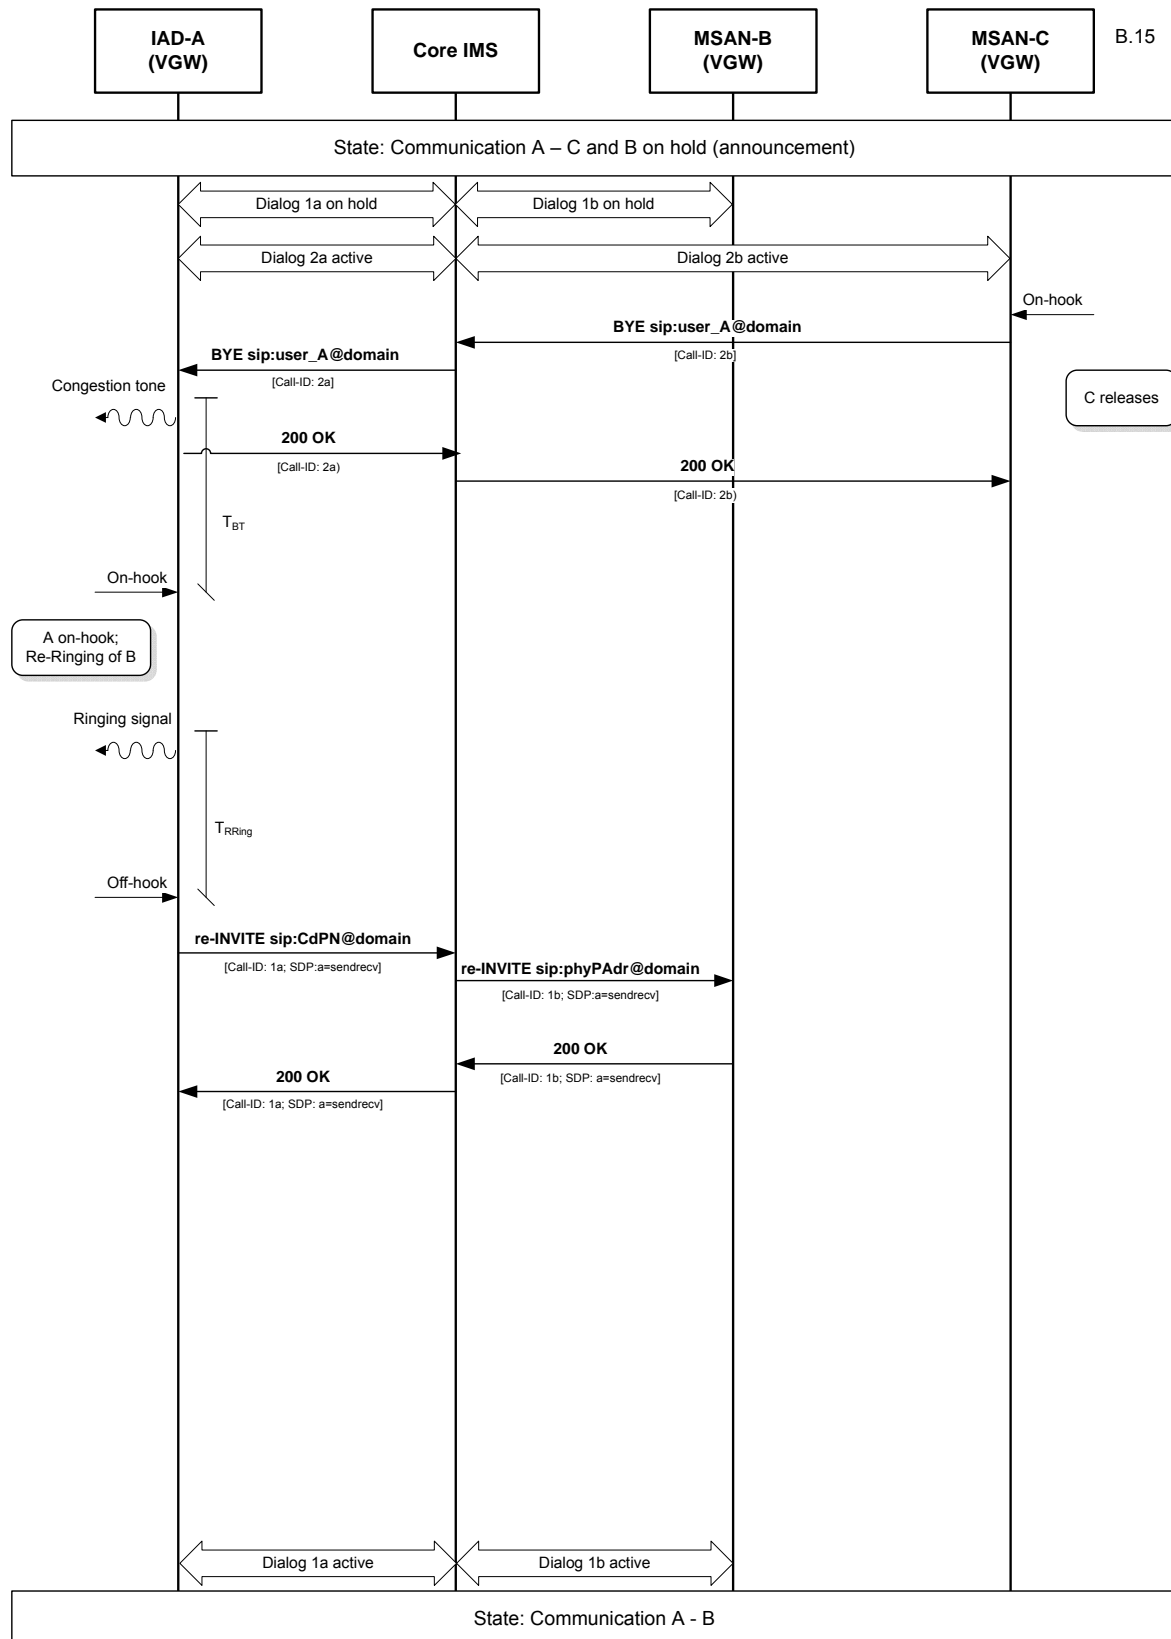 IAD-A
(VGW)
Core IMS
MSAN-B
(VGW)
MSAN-C
(VGW)
B.15
State: Communication A – C and B on hold (announcement)
Dialog 1a on hold
Dialog 1b on hold
Dialog 2a active
Dialog 2b active
On-hook
BYE sip:user_A@domain
[Call-ID: 2b]
BYE sip:user_A@domain
[Call-ID: 2a]
Congestion tone
C releases
200 OK
[Call-ID: 2a)
200 OK
[Call-ID: 2b)
TBT
On-hook
A on-hook;
Re-Ringing of B
Ringing signal
TRRing
Off-hook
re-INVITE sip:CdPN@domain
[Call-ID: 1a; SDP:a=sendrecv]
re-INVITE sip:phyPAdr@domain
[Call-ID: 1b; SDP:a=sendrecv]
200 OK
[Call-ID: 1b; SDP: a=sendrecv]
200 OK
[Call-ID: 1a; SDP: a=sendrecv]
Dialog 1a active
Dialog 1b active
State: Communication A - B